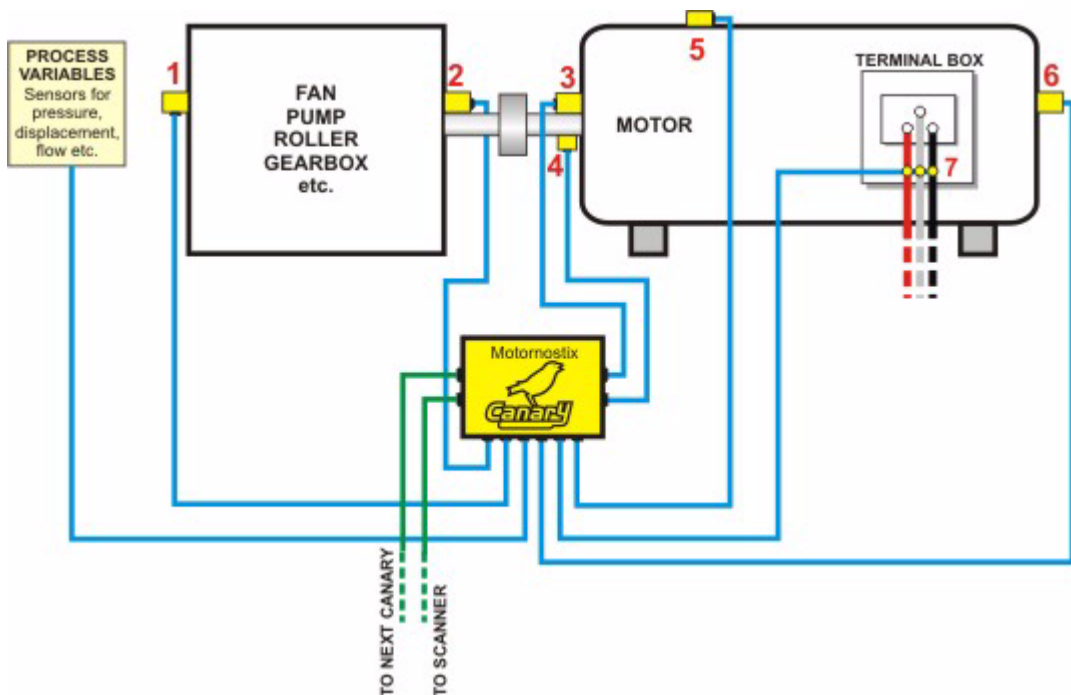 PROCESS
VARIABLES
Sensors for
pressure,
displacement,
flow etc.
1
FAN
PUMP
ROLLER
GEARBOX
etc.
2
3
4
MOTOR
5
TERMINAL BOX
6
7
Motornostix
Canary
TO NEXT CANARY
TO SCANNER